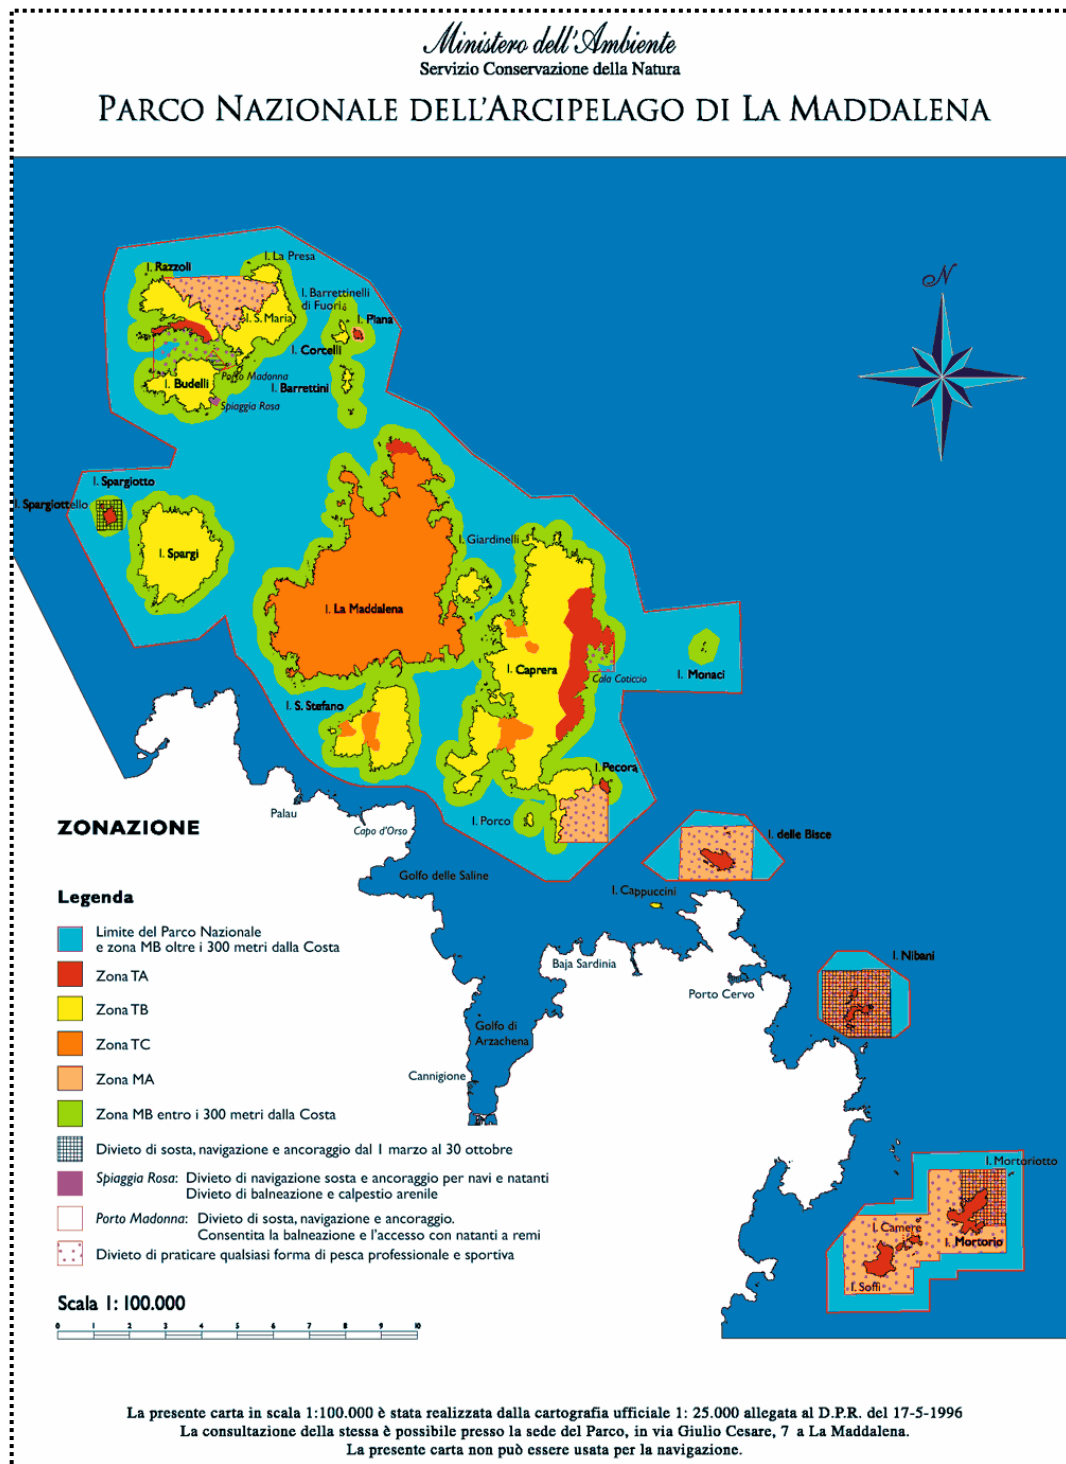 Ministero dell'Ambiente
Servizio Conservazione della Natura
PARCO NAZIONALE DELL'ARCIPELAGO DI LA MADDALENA
N
I. La Presa
I. Razzoli
I. Barrettinelli
di Fuori
I. S. Maria
I. Piana
I. Corcelli
Porto Madonna
I. Budelli
I. Barrettini
Spiaggia Rosa
I. Spargiotto
I. Spargiottello
I. Spargi
I. Giardinelli
I. La Maddalena
I. Caprera
Cala Coticcio
I. Monaci
I. S. Stefano
I. Pecora
Palau
Capo d'Orso
I. Porco
I. delle Bisce
Golfo delle Saline
I. Cappuccini
Baja Sardinia
Porto Cervo
I. Nibani
Golfo di
Arzachena
Cannigione
I. Mortoriotto
I. Camere
I. Mortorio
I. Soffi
ZONAZIONE
Legenda
Limite del Parco Nazionale
e zona MB oltre i 300 metri dalla Costa
Zona TA
Zona TB
Zona TC
Zona MA
Zona MB entro i 300 metri dalla Costa
Divieto di sosta, navigazione e ancoraggio dal 1 marzo al 30 ottobre
Spiaggia Rosa: Divieto di navigazione sosta e ancoraggio per navi e natanti
Divieto di balneazione e calpestio arenile
Porto Madonna: Divieto di sosta, navigazione e ancoraggio.
Consentita la balneazione e l'accesso con natanti a remi
Divieto di praticare qualsiasi forma di pesca professionale e sportiva
Scala 1: 100.000
0 1 2 3 4 5 6 7 8 9 10
La presente carta in scala 1:100.000 è stata realizzata dalla cartografia ufficiale 1: 25.000 allegata al D.P.R. del 17-5-1996
La consultazione della stessa è possibile presso la sede del Parco, in via Giulio Cesare, 7 a La Maddalena.
La presente carta non può essere usata per la navigazione.